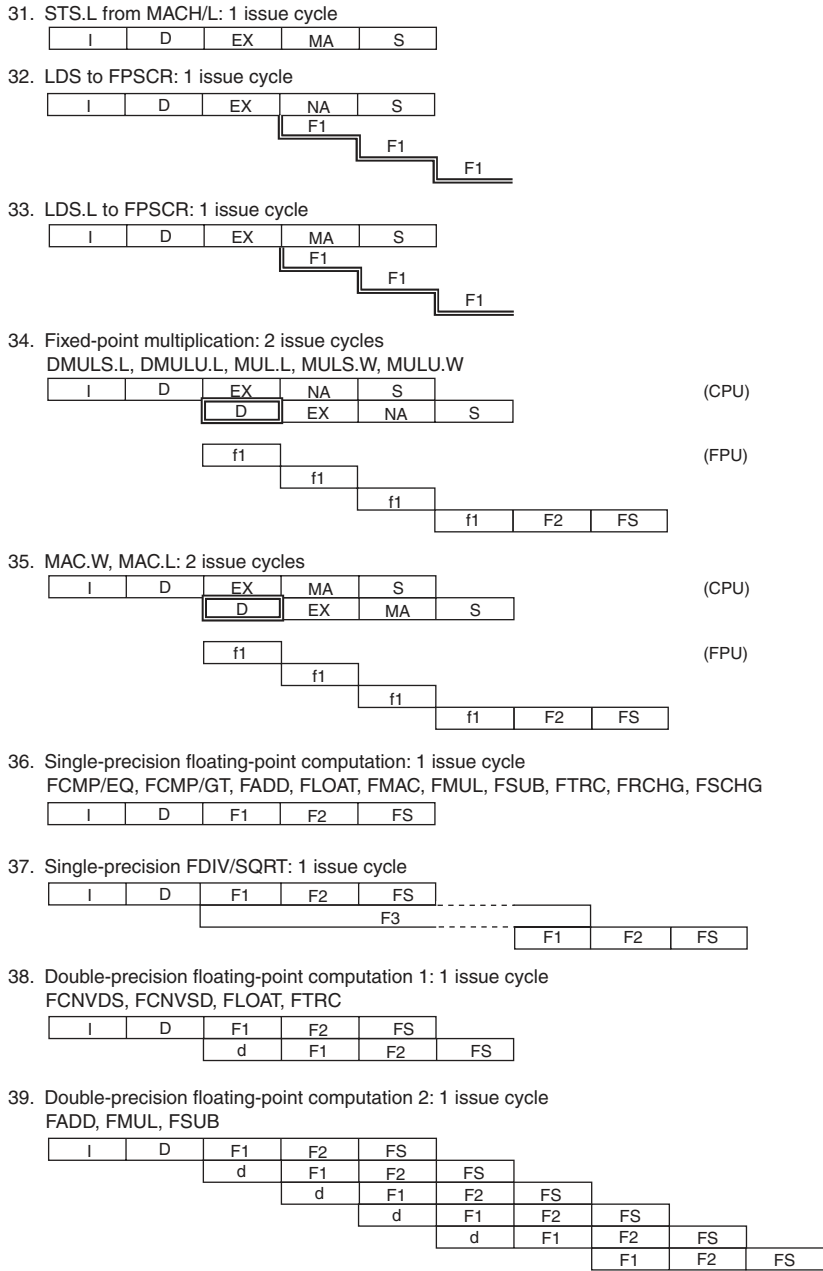 31. STS.L from MACH/L: 1 issue cycle
I D EX MA S
32. LDS to FPSCR: 1 issue cycle
I D EX NA S
F1
F1
F1
33. LDS.L to FPSCR: 1 issue cycle
I D EX MA S
F1
F1
F1
34. Fixed-point multiplication: 2 issue cycles
DMULS.L, DMULU.L, MUL.L, MULS.W, MULU.W
I D EX NA S (CPU)
D EX NA S
f1 (FPU)
f1
f1
f1 F2 FS
35. MAC.W, MAC.L: 2 issue cycles
I D EX MA S (CPU)
D EX MA S
f1 (FPU)
f1
f1
f1 F2 FS
36. Single-precision floating-point computation: 1 issue cycle
FCMP/EQ, FCMP/GT, FADD, FLOAT, FMAC, FMUL, FSUB, FTRC, FRCHG, FSCHG
I D F1 F2 FS
37. Single-precision FDIV/SQRT: 1 issue cycle
I D F1 F2 FS
F3
F1 F2 FS
38. Double-precision floating-point computation 1: 1 issue cycle
FCNVDS, FCNVSD, FLOAT, FTRC
I D F1 F2 FS
d F1 F2 FS
39. Double-precision floating-point computation 2: 1 issue cycle
FADD, FMUL, FSUB
I D F1 F2 FS
d F1 F2 FS
d F1 F2 FS
d F1 F2 FS
d F1 F2 FS
F1 F2 FS